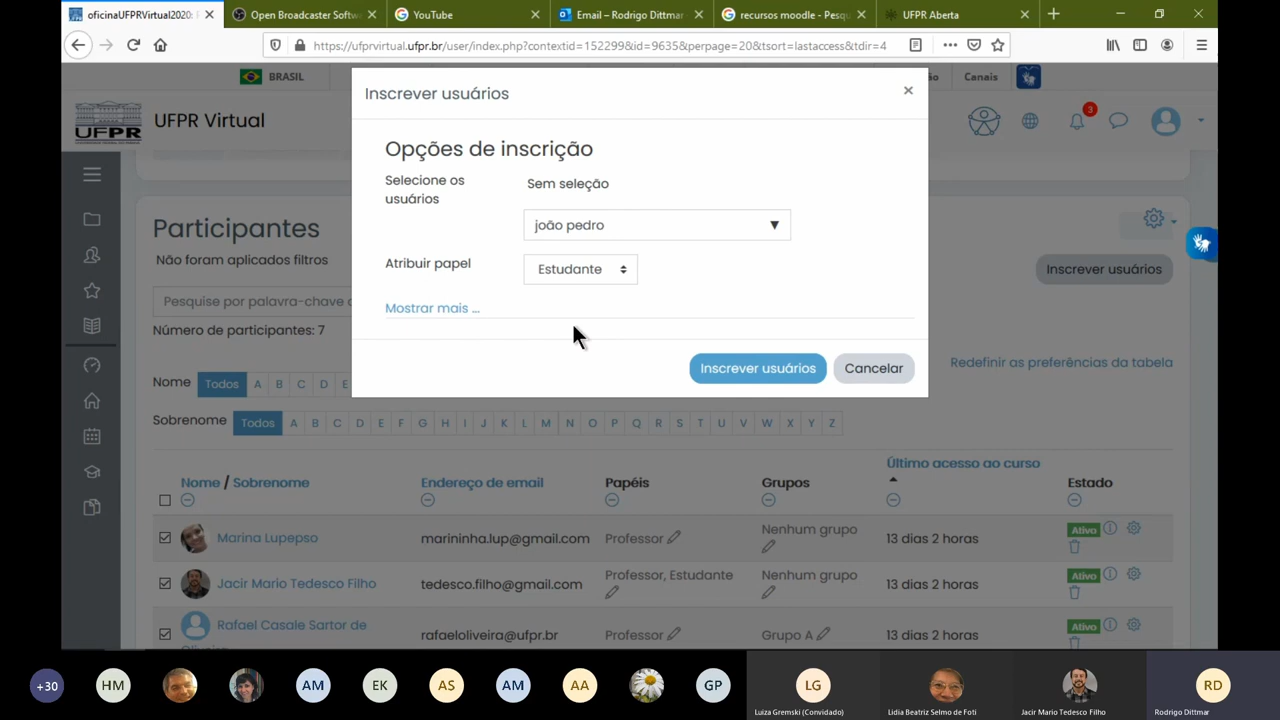 oficinaUFPRVirtual2020: P
Open Broadcaster Softw
YouTube
Email – Rodrigo Dittmar
recursos moodle - Pesqu
UFPR Aberta
https://ufprvirtual.ufpr.br/user/index.php?contextid=152299&id=9635&perpage=20&tsort=lastaccess&tdir=4
BRASIL
Canais
UFPR
UFPR Virtual
3
Inscrever usuários
×
Opções de inscrição
Selecione os usuários
Sem seleção
joão pedro
Atribuir papel
Estudante
Mostrar mais ...
Inscrever usuários
Cancelar
Participantes
Não foram aplicados filtros
Inscrever usuários
Pesquise por palavra-chave
Número de participantes: 7
Redefinir as preferências da tabela
Nome Todos A B C D E
Sobrenome Todos A B C D E F G H I J K L M N O P Q R S T U V W X Y Z
Nome / Sobrenome
Endereço de email
Papéis
Grupos
Último acesso ao curso
Estado
Marina Lupepso marininha.lup@gmail.com Professor Nenhum grupo 13 dias 2 horas Ativo
Jacir Mario Tedesco Filho tedesco.filho@gmail.com Professor, Estudante Nenhum grupo 13 dias 2 horas Ativo
Rafael Casale Sartor de rafaeloliveira@ufpr.br Professor Grupo A 13 dias 2 horas Ativo
+30 HM AM EK AS AM AA GP LG RD
Luiza Gremski (Convidado)
Lidia Beatriz Selmo de Foti
Jacir Mario Tedesco Filho
Rodrigo Dittmar